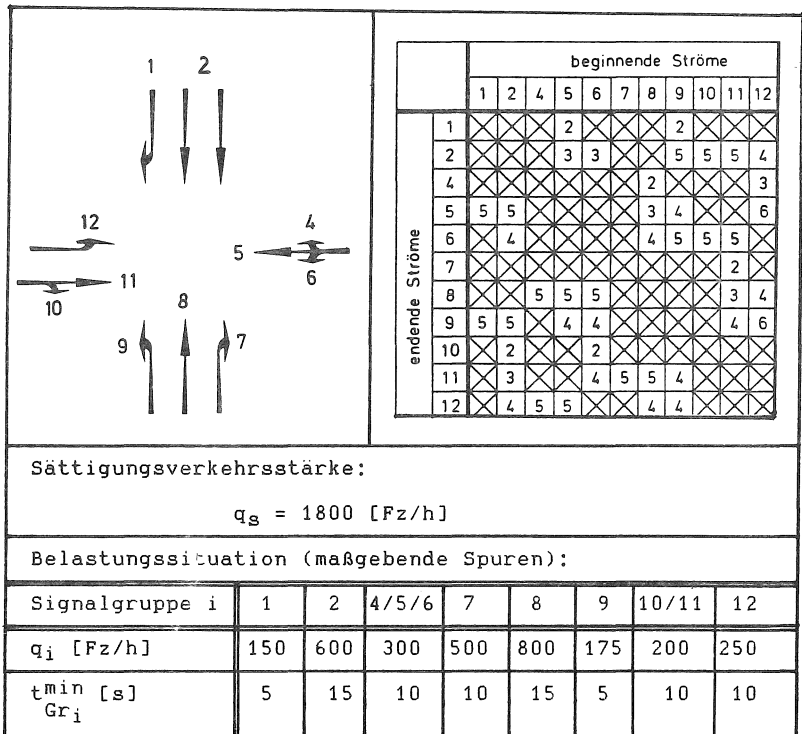 1 2
12
4
5
11
6
10
8
9 7
beginnende Ströme
1 2 4 5 6 7 8 9 10 11 12
endende Ströme
1 2 2
2 3 3 5 5 5 4
4 2 3
5 5 5 3 4 6
6 4 4 5 5 5
7 2
8 5 5 5 3 4
9 5 5 4 4 4 6
10 2 2
11 3 4 5 5 4
12 4 5 5 4 4
Sättigungsverkehrsstärke:
qs = 1800 [Fz/h]
Belastungssituation (maßgebende Spuren):
Signalgruppe i 1 2 4/5/6 7 8 9 10/11 12
qi [Fz/h] 150 600 300 500 800 175 200 250
tmin Gri [s] 5 15 10 10 15 5 10 10